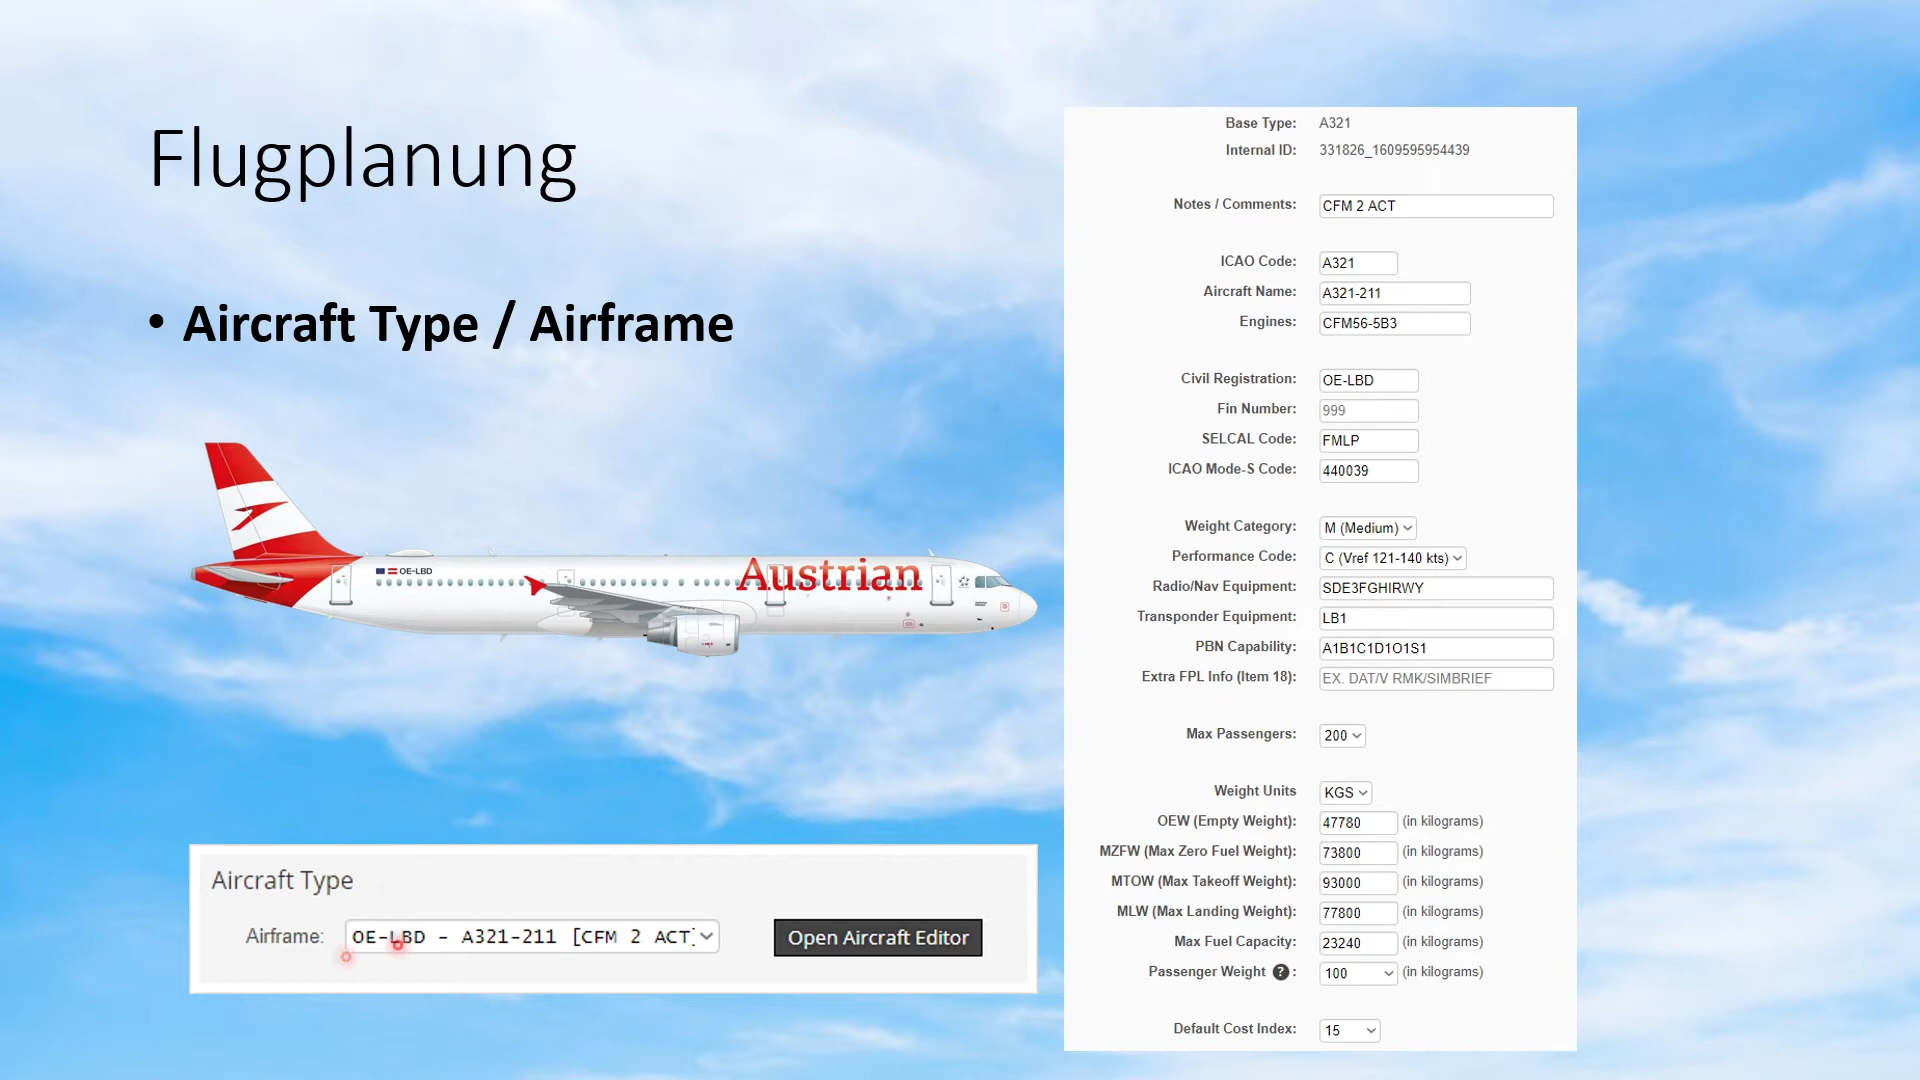 Flugplanung
• Aircraft Type / Airframe
OE-LBD
Austrian
Aircraft Type
Airframe: OE-LBD - A321-211 [CFM 2 ACT]
Open Aircraft Editor
Base Type: A321
Internal ID: 331826_1609595954439
Notes / Comments: CFM 2 ACT
ICAO Code: A321
Aircraft Name: A321-211
Engines: CFM56-5B3
Civil Registration: OE-LBD
Fin Number: 999
SELCAL Code: FMLP
ICAO Mode-S Code: 440039
Weight Category: M (Medium)
Performance Code: C (Vref 121-140 kts)
Radio/Nav Equipment: SDE3FGHIRWY
Transponder Equipment: LB1
PBN Capability: A1B1C1D1O1S1
Extra FPL Info (Item 18): EX. DAT/V RMK/SIMBRIEF
Max Passengers: 200
Weight Units KGS
OEW (Empty Weight): 47780 (in kilograms)
MZFW (Max Zero Fuel Weight): 73800 (in kilograms)
MTOW (Max Takeoff Weight): 93000 (in kilograms)
MLW (Max Landing Weight): 77800 (in kilograms)
Max Fuel Capacity: 23240 (in kilograms)
Passenger Weight ? : 100 (in kilograms)
Default Cost Index: 15